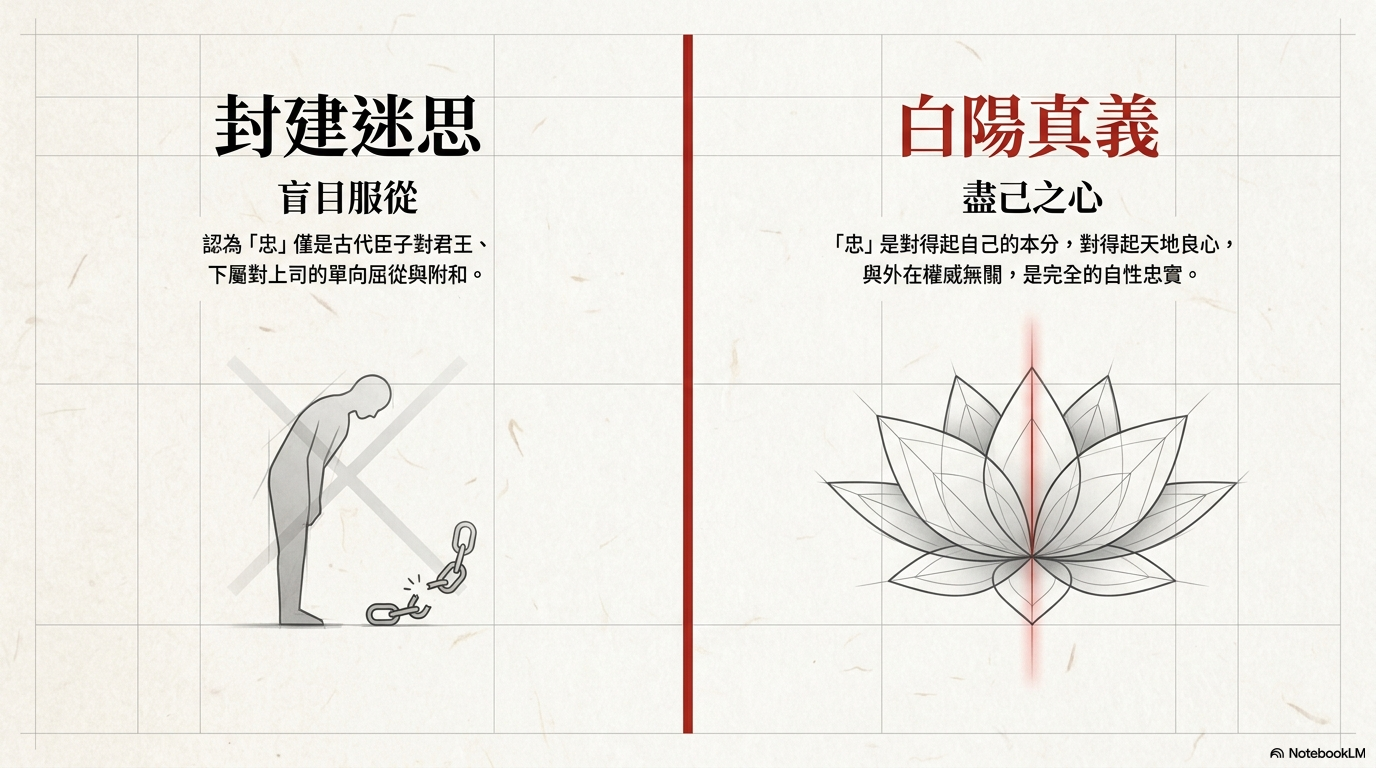 封建迷思
盲目服從
認為「忠」僅是古代臣子對君王、
下屬對上司的單向屈從與附和。
白陽真義
盡己之心
「忠」是對得起自己的本分，對得起天地良心，
與外在權威無關，是完全的自性忠實。
NotebookLM